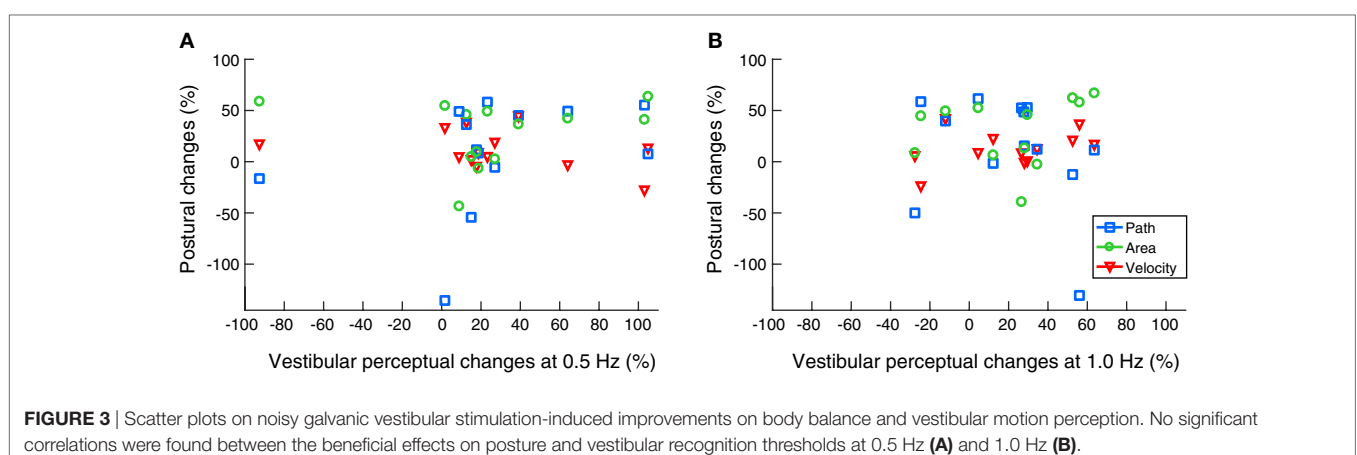 A
B
Postural changes (%)
100
50
0
-50
-100
-100 -80 -60 -40 -20 0 20 40 60 80 100
Vestibular perceptual changes at 0.5 Hz (%)
Postural changes (%)
100
50
0
-50
-100
-100 -80 -60 -40 -20 0 20 40 60 80 100
Vestibular perceptual changes at 1.0 Hz (%)
Path
Area
Velocity
FIGURE 3 | Scatter plots on noisy galvanic vestibular stimulation-induced improvements on body balance and vestibular motion perception. No significant
correlations were found between the beneficial effects on posture and vestibular recognition thresholds at 0.5 Hz (A) and 1.0 Hz (B).